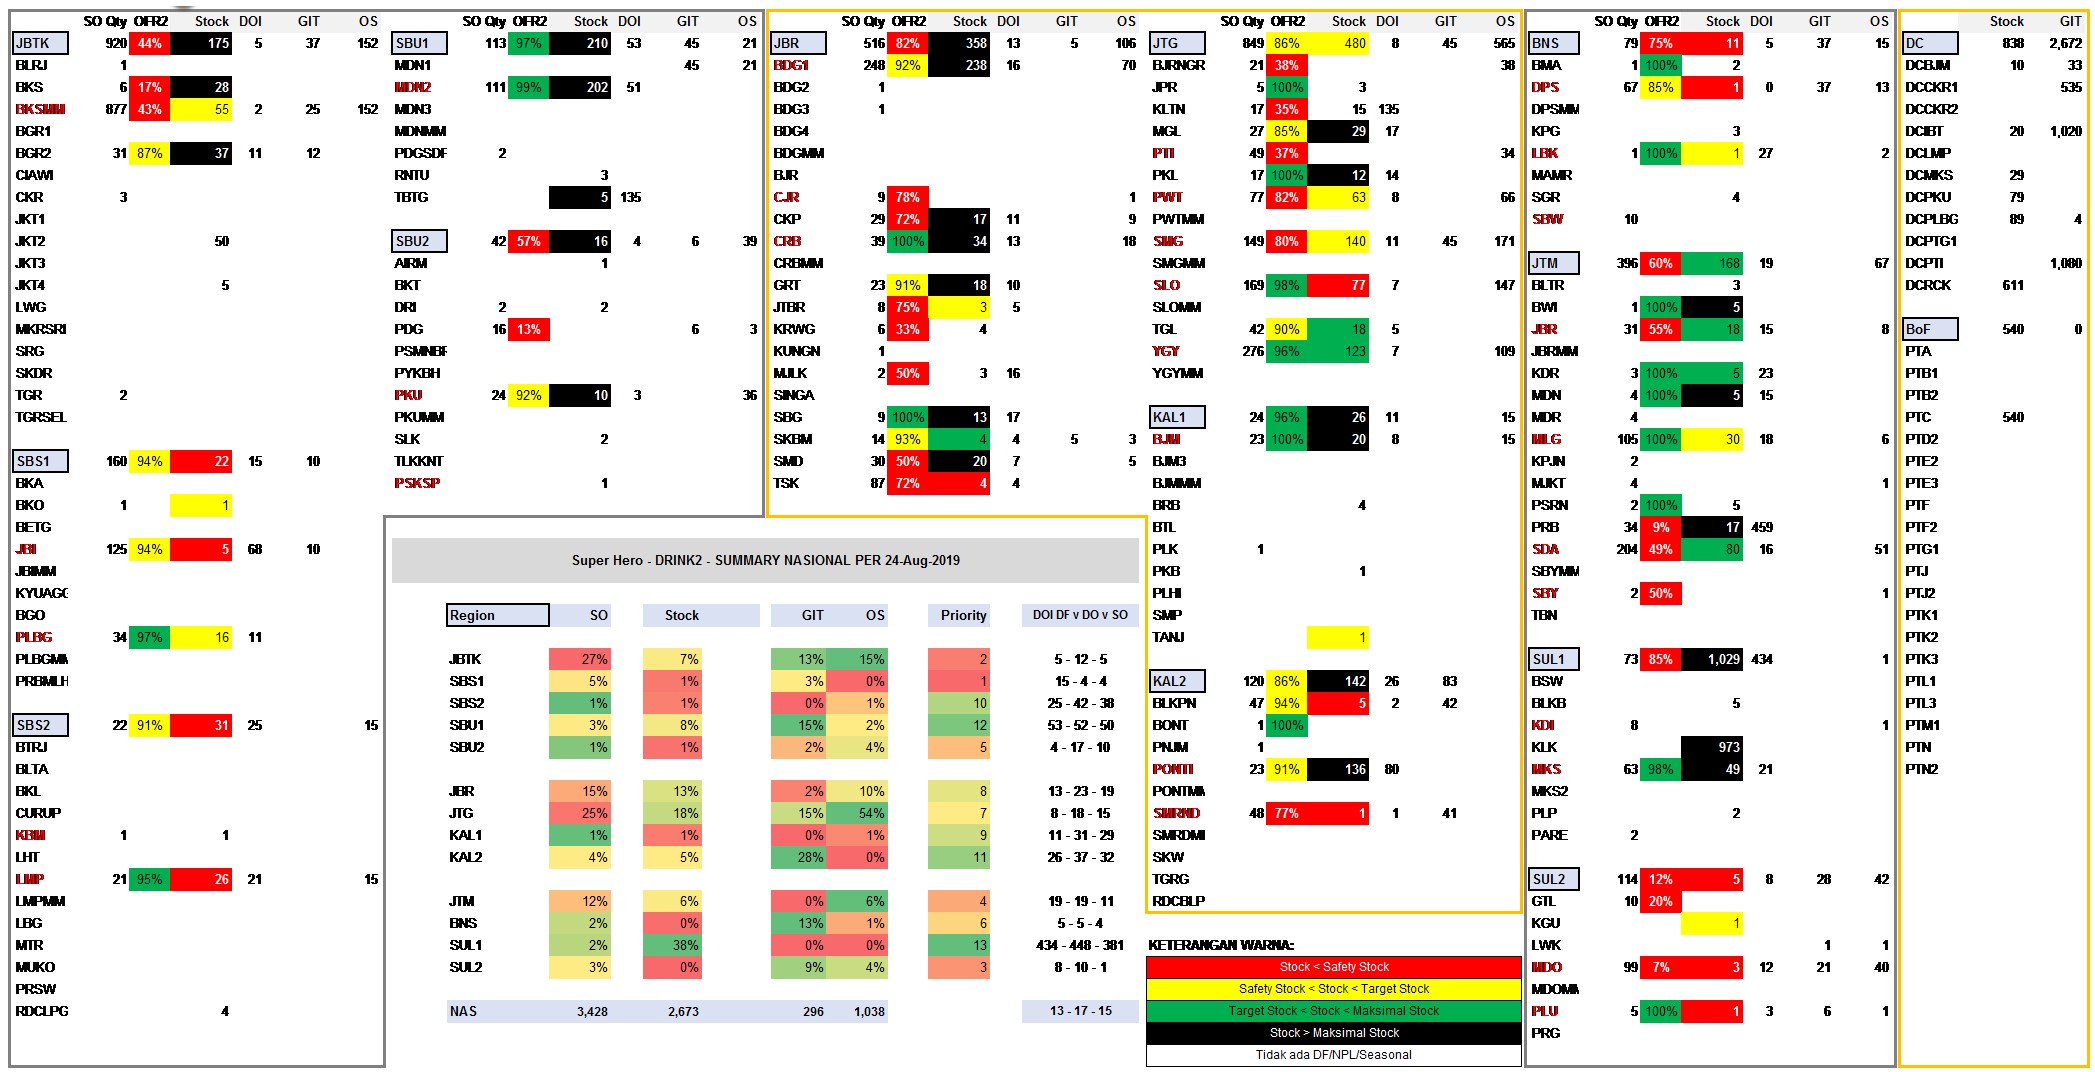 SO Qty OFR2 Stock DOI GIT OS
JBTK 920 44% 175 5 37 152
BLRJ 1
BKS 6 17% 28
BKSMM 877 43% 55 2 25 152
BGR1
BGR2 31 87% 37 11 12
CIAWI
CKR 3
JKT1
JKT2 50
JKT3
JKT4 5
LWG
MKRSRI
SRG
SKDR
TGR 2
TGRSEL
SBS1 160 94% 22 15 10
BKA
BKO 1 1
BETG
JBI 125 94% 5 68 10
JBIMM
KYUAGG
BGO
PLBG 34 97% 16 11
PLBGMM
PRBMLH
SBS2 22 91% 31 25 15
BTRJ
BLTA
BKL
CURUP
KBM 1 1
LHT
LMP 21 95% 26 21 15
LMPMM
LBG
MTR
MUKO
PRSW
RDCLPG 4
SO Qty OFR2 Stock DOI GIT OS
SBU1 113 97% 210 53 45 21
MDN1 45 21
MDN2 111 99% 202 51
MDN3
MDNMM
PDGSDF 2
RNTU 3
TBTG 5 135
SBU2 42 57% 16 4 6 39
AIRM 1
BKT
DRI 2 2
PDG 16 13% 6 3
PSMNBF
PYKBH
PKU 24 92% 10 3 36
PKUMM
SLK 2
TLKKNT
PSKSP 1
SO Qty OFR2 Stock DOI GIT OS
JBR 516 82% 358 13 5 106
BDG1 248 92% 238 16 70
BDG2 1
BDG3 1
BDG4
BDGMM
BJR
CJR 9 78% 1
CKP 29 72% 17 11 9
CRB 39 100% 34 13 18
CRBMM
GRT 23 91% 18 10
JTBR 8 75% 3 5
KRWG 6 33% 4
KUNGN 1
MJLK 2 50% 3 16
SINGA
SBG 9 100% 13 17
SKBM 14 93% 4 4 5 3
SMD 30 50% 20 7 5
TSK 87 72% 4 4
Super Hero - DRINK2 - SUMMARY NASIONAL PER 24-Aug-2019
Region SO Stock GIT OS Priority DOI DF v DO v SO
JBTK 27% 7% 13% 15% 2 5 - 12 - 5
SBS1 5% 1% 3% 0% 1 15 - 4 - 4
SBS2 1% 1% 0% 1% 10 25 - 42 - 38
SBU1 3% 8% 15% 2% 12 53 - 52 - 50
SBU2 1% 1% 2% 4% 5 4 - 17 - 10
JBR 15% 13% 2% 10% 8 13 - 23 - 19
JTG 25% 18% 15% 54% 7 8 - 18 - 15
KAL1 1% 1% 0% 1% 9 11 - 31 - 29
KAL2 4% 5% 28% 0% 11 26 - 37 - 32
JTM 12% 6% 0% 6% 4 19 - 19 - 11
BNS 2% 0% 13% 1% 6 5 - 5 - 4
SUL1 2% 38% 0% 0% 13 434 - 448 - 381
SUL2 3% 0% 9% 4% 3 8 - 10 - 1
NAS 3,428 2,673 296 1,038 13 - 17 - 15
SO Qty OFR2 Stock DOI GIT OS
JTG 849 86% 480 8 45 565
BJRNGR 21 38% 38
JPR 5 100% 3
KLTN 17 35% 15 135
MGL 27 85% 29 17
PTI 49 37% 34
PKL 17 100% 12 14
PWT 77 82% 63 8 66
PWTMM
SMG 149 80% 140 11 45 171
SMGMM
SLO 169 98% 77 7 147
SLOMM
TGL 42 90% 18 5
YGY 276 96% 123 7 109
YGYMM
KAL1 24 96% 26 11 15
BJM 23 100% 20 8 15
BJM3
BJMMM
BRB 4
BTL
PLK 1
PKB 1
PLHI
SMP
TANJ 1
KAL2 120 86% 142 26 83
BLKPN 47 94% 5 2 42
BONT 1 100%
PNJM 1
PONTI 23 91% 136 80
PONTMM
SMRND 48 77% 1 1 41
SMRDMI
SKW
TGRG
RDCBLP
KETERANGAN WARNA:
Stock < Safety Stock
Safety Stock < Stock < Target Stock
Target Stock < Stock < Maksimal Stock
Stock > Maksimal Stock
Tidak ada DF/NPL/Seasonal
SO Qty OFR2 Stock DOI GIT OS
BNS 79 75% 11 5 37 15
BMA 1 100% 2
DPS 67 85% 1 0 37 13
DPSMM
KPG 3
LBK 1 100% 1 27 2
MAMR
SGR 4
SBW 10
JTM 396 60% 168 19 67
BLTR 3
BWI 1 100% 5
JBR 31 55% 18 15 8
JBRMM
KDR 3 100% 5 23
MDN 4 100% 5 15
MDR 4
MLG 105 100% 30 18 6
KPJN 2
MJKT 4 1
PSRN 2 100% 5
PRB 34 9% 17 459
SDA 204 49% 80 16 51
SBYMM
SBY 2 50% 1
TBN
SUL1 73 85% 1,029 434 1
BSW
BLKB 5
KDI 8 1
KLK 973
MKS 63 98% 49 21
MKS2
PLP 2
PARE 2
SUL2 114 12% 5 8 28 42
GTL 10 20%
KGU 1
LWK 1 1
MDO 99 7% 3 12 21 40
MDOMM
PLU 5 100% 1 3 6 1
PRG
Stock GIT
DC 838 2,672
DCBJM 10 33
DCCKR1 535
DCCKR2
DCIBT 20 1,020
DCLMP
DCMKS 29
DCPKU 79
DCPLBG 89 4
DCPTG1
DCPTI 1,080
DCRCK 611
BoF 540 0
PTA
PTB1
PTB2
PTC 540
PTD2
PTE2
PTE3
PTF
PTF2
PTG1
PTJ
PTJ2
PTK1
PTK2
PTK3
PTL1
PTL3
PTM1
PTN
PTN2